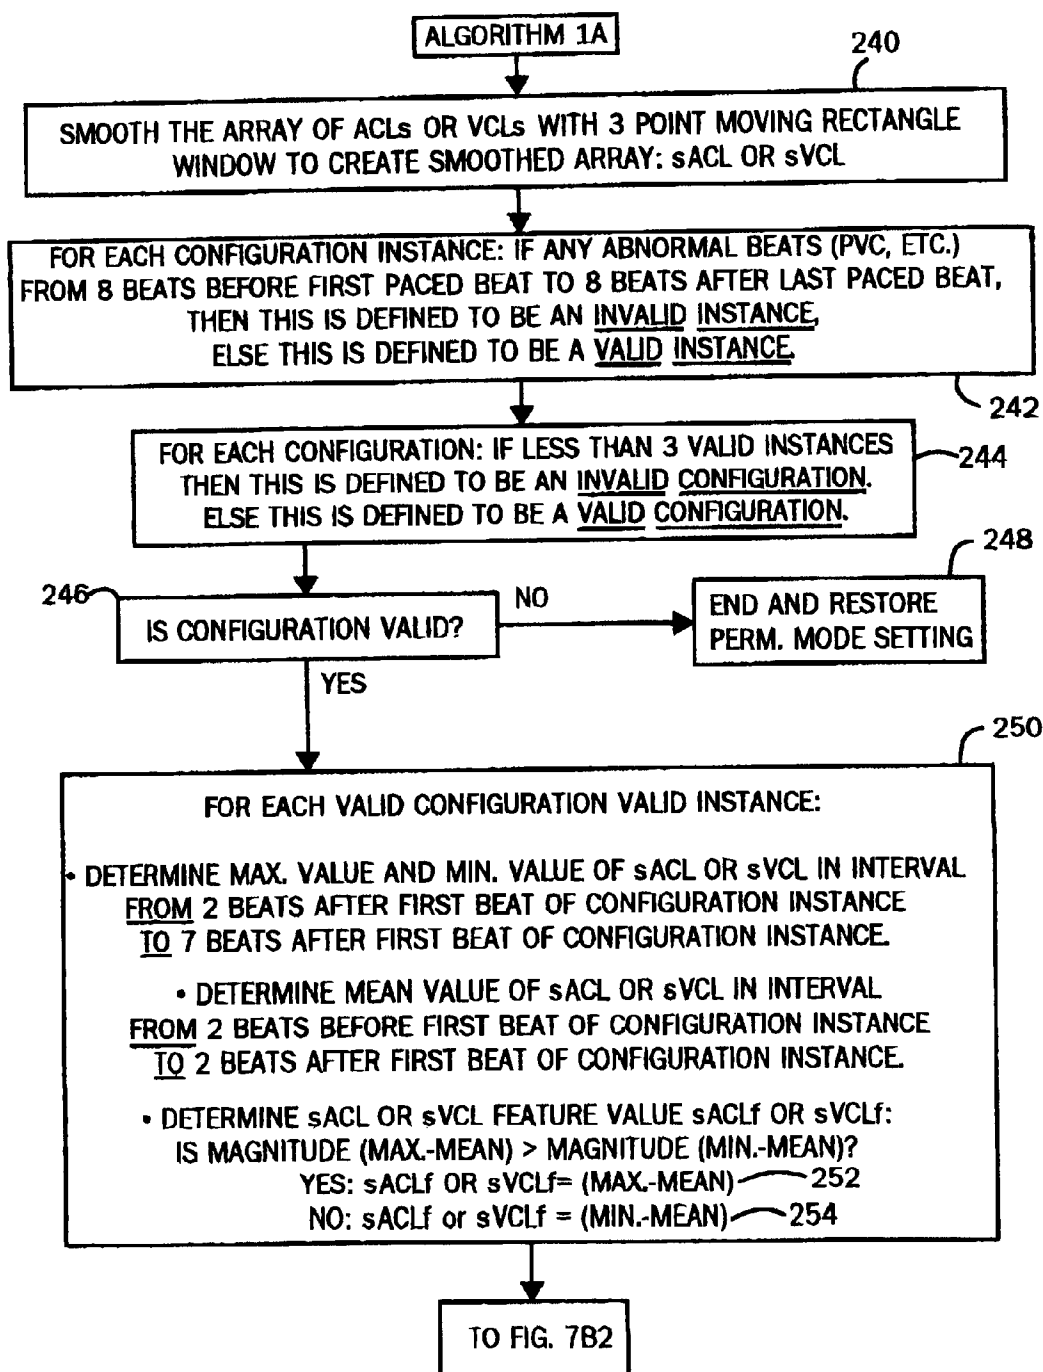 ALGORITHM 1A
240
SMOOTH THE ARRAY OF ACLs OR VCLs WITH 3 POINT MOVING RECTANGLE
WINDOW TO CREATE SMOOTHED ARRAY: sACL OR sVCL
FOR EACH CONFIGURATION INSTANCE: IF ANY ABNORMAL BEATS (PVC, ETC.)
FROM 8 BEATS BEFORE FIRST PACED BEAT TO 8 BEATS AFTER LAST PACED BEAT,
THEN THIS IS DEFINED TO BE AN INVALID INSTANCE,
ELSE THIS IS DEFINED TO BE A VALID INSTANCE.
242
FOR EACH CONFIGURATION: IF LESS THAN 3 VALID INSTANCES
THEN THIS IS DEFINED TO BE AN INVALID CONFIGURATION.
ELSE THIS IS DEFINED TO BE A VALID CONFIGURATION.
244
246
IS CONFIGURATION VALID?
NO
248
END AND RESTORE
PERM. MODE SETTING
YES
250
FOR EACH VALID CONFIGURATION VALID INSTANCE:
• DETERMINE MAX. VALUE AND MIN. VALUE OF sACL OR sVCL IN INTERVAL
FROM 2 BEATS AFTER FIRST BEAT OF CONFIGURATION INSTANCE
TO 7 BEATS AFTER FIRST BEAT OF CONFIGURATION INSTANCE.
• DETERMINE MEAN VALUE OF sACL OR sVCL IN INTERVAL
FROM 2 BEATS BEFORE FIRST BEAT OF CONFIGURATION INSTANCE
TO 2 BEATS AFTER FIRST BEAT OF CONFIGURATION INSTANCE.
• DETERMINE sACL OR sVCL FEATURE VALUE sACLf OR sVCLf:
IS MAGNITUDE (MAX.-MEAN) > MAGNITUDE (MIN.-MEAN)?
YES: sACLf OR sVCLf= (MAX.-MEAN) 252
NO: sACLf or sVCLf = (MIN.-MEAN) 254
TO FIG. 7B2